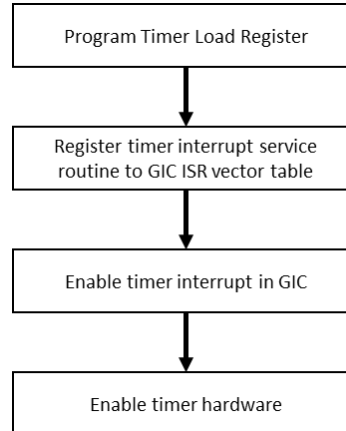 Program Timer Load Register
Register timer interrupt service
routine to GIC ISR vector table
Enable timer interrupt in GIC
Enable timer hardware